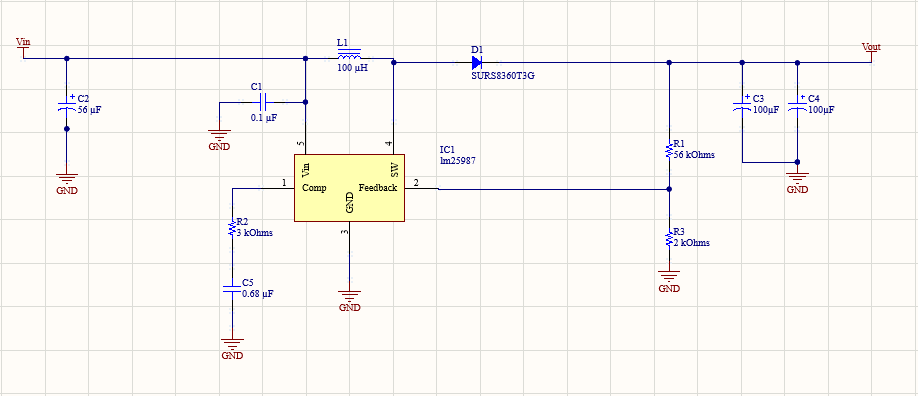 Vin
L1
100 µH
D1
SURS8360T3G
Vout
C2
56 µF
C1
0.1 µF
GND
C3
100µF
C4
100µF
5
4
IC1
lm25987
R1
56 kOhms
GND
GND
1
Vin
SW
Comp
Feedback
GND
2
3
R2
3 kOhms
R3
2 kOhms
C5
0.68 µF
GND
GND
GND